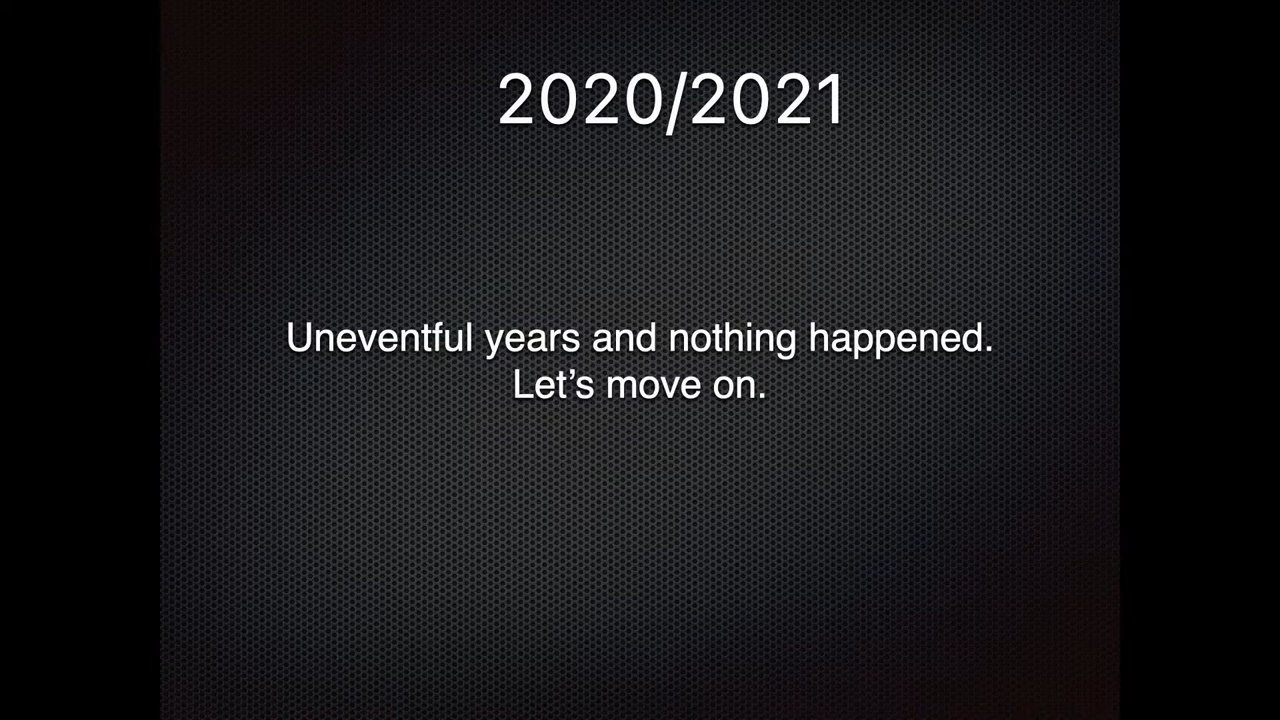 2020/2021
Uneventful years and nothing happened.
Let’s move on.